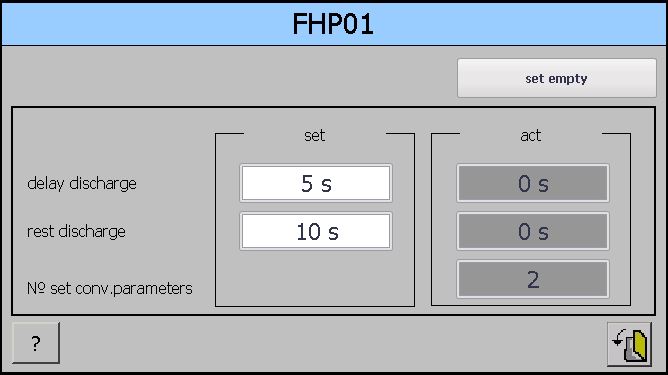 FHP01
set empty
set act
delay discharge 5 s 0 s
rest discharge 10 s 0 s
Nº set conv.parameters 2
?